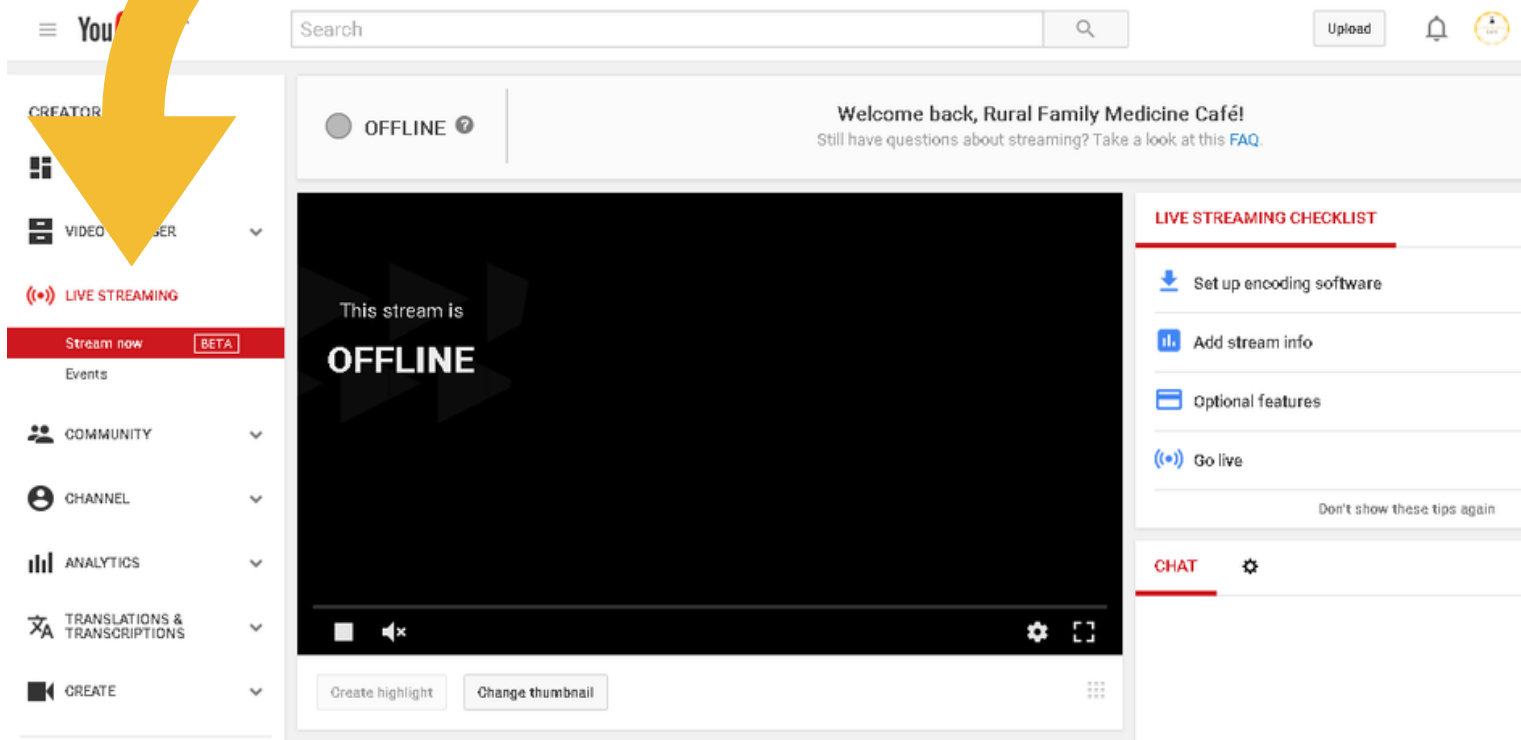 You
Search
Upload
CREATOR
OFFLINE
Welcome back, Rural Family Medicine Café!
Still have questions about streaming? Take a look at this FAQ.
VIDEO
LIVE STREAMING
Stream now BETA
Events
COMMUNITY
CHANNEL
ANALYTICS
TRANSLATIONS &
TRANSCRIPTIONS
CREATE
This stream is
OFFLINE
Create highlight
Change thumbnail
LIVE STREAMING CHECKLIST
Set up encoding software
Add stream info
Optional features
Go live
Don't show these tips again
CHAT